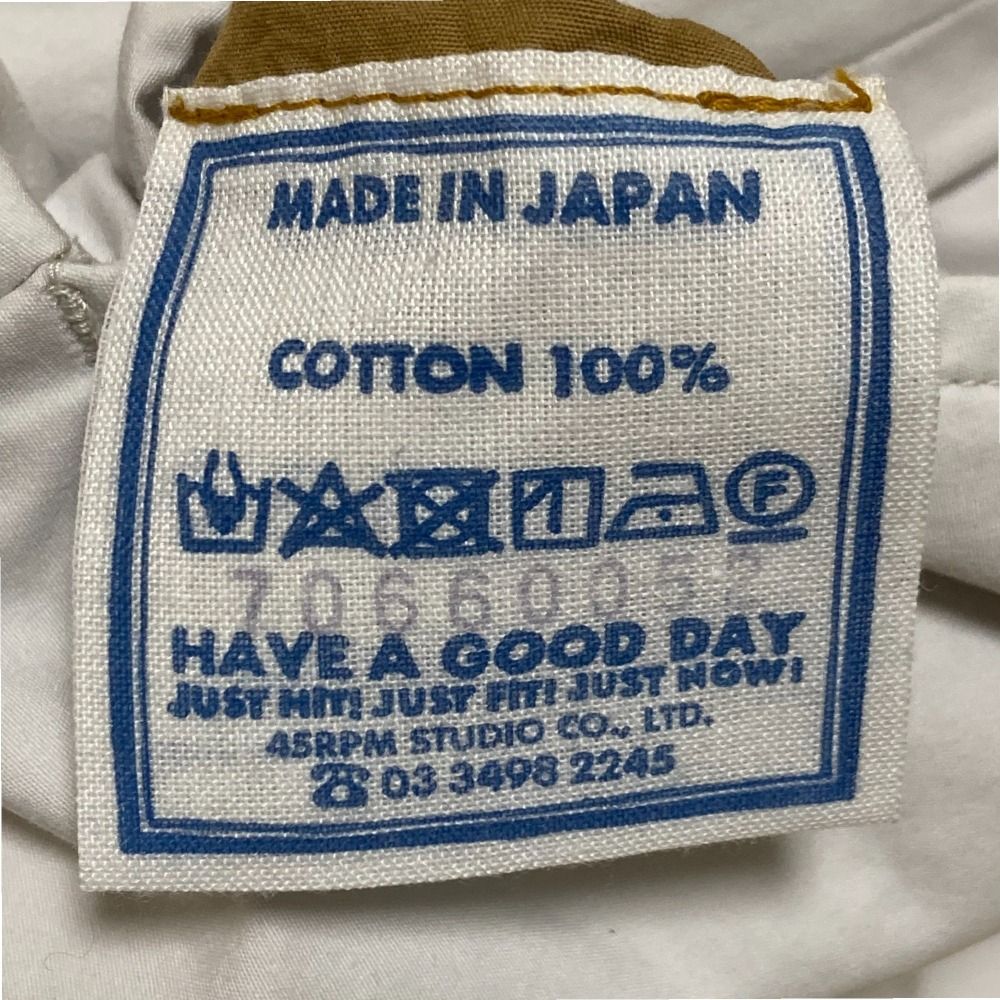 MADE IN JAPAN
COTTON 100%
F
HAVE A GOOD DAY
JUST HIT! JUST FIT! JUST NOW!
45RPM STUDIO CO., LTD.
☎ 03 3498 2245